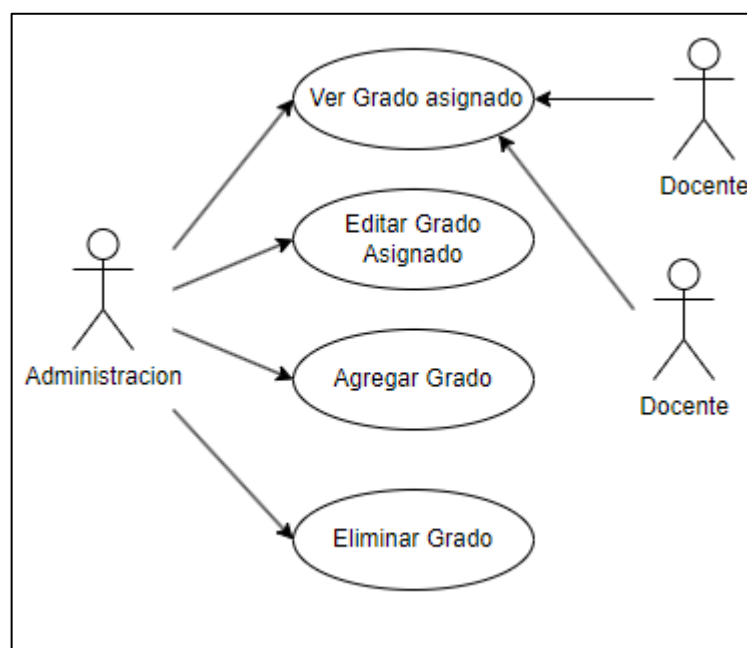 Ver Grado asignado
Docente
Editar Grado
Asignado
Administracion
Agregar Grado
Docente
Eliminar Grado